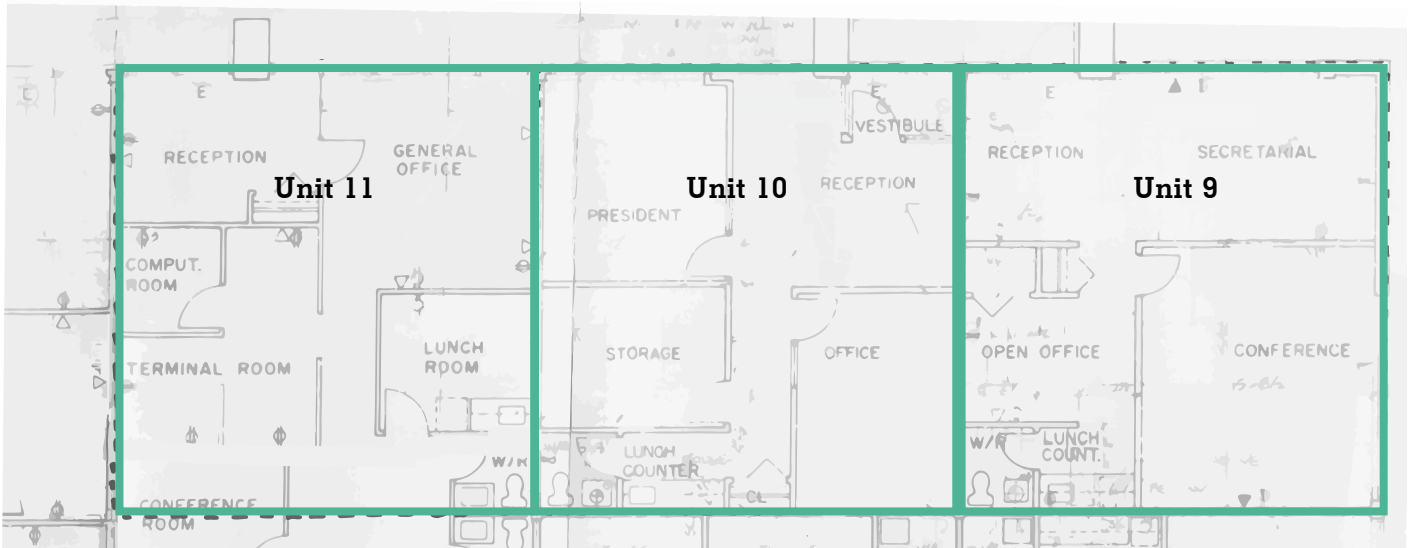 E
E
RECEPTION
GENERAL
OFFICE
Unit 11
COMPUT.
ROOM
TERMINAL ROOM
LUNCH
ROOM
W/R
CONFERENCE
ROOM
E
VESTIBULE
RECEPTION
Unit 10
PRESIDENT
STORAGE
OFFICE
LUNCH
COUNTER
CL
E
RECEPTION
SECRETARIAL
Unit 9
OPEN OFFICE
CONFERENCE
W/R
LUNCH
COUNT.